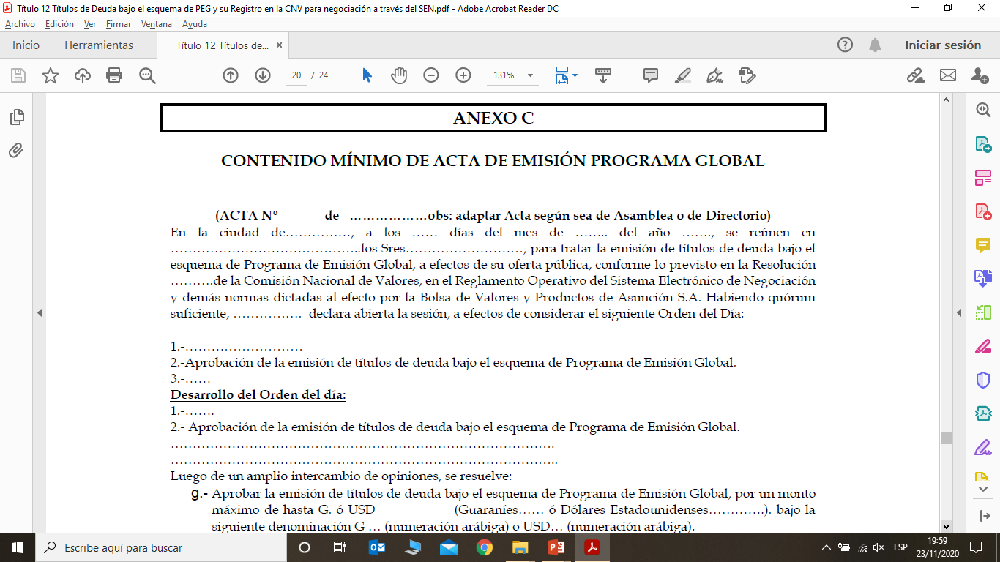 Título 12 Títulos de Deuda bajo el esquema de PEG y su Registro en la CNV para negociación a través del SEN.pdf - Adobe Acrobat Reader DC
Archivo Edición Ver Firmar Ventana Ayuda
Inicio Herramientas Título 12 Títulos de... × Iniciar sesión
20 / 24 131%
ANEXO C
CONTENIDO MÍNIMO DE ACTA DE EMISIÓN PROGRAMA GLOBAL
(ACTA Nº de ………………obs: adaptar Acta según sea de Asamblea o de Directorio)
En la ciudad de……………, a los …… días del mes de …….. del año ……., se reúnen en
……………………………………..los Sres………………………, para tratar la emisión de títulos de deuda bajo el
esquema de Programa de Emisión Global, a efectos de su oferta pública, conforme lo previsto en la Resolución
……….de la Comisión Nacional de Valores, en el Reglamento Operativo del Sistema Electrónico de Negociación
y demás normas dictadas al efecto por la Bolsa de Valores y Productos de Asunción S.A. Habiendo quórum
suficiente, ……………. declara abierta la sesión, a efectos de considerar el siguiente Orden del Día:
1.-………………………
2.-Aprobación de la emisión de títulos de deuda bajo el esquema de Programa de Emisión Global.
3.-……
Desarrollo del Orden del día:
1.-…….
2.- Aprobación de la emisión de títulos de deuda bajo el esquema de Programa de Emisión Global.
…………………………………………………………………………….
……………………………………………………………………………..
Luego de un amplio intercambio de opiniones, se resuelve:
g.- Aprobar la emisión de títulos de deuda bajo el esquema de Programa de Emisión Global, por un monto
máximo de hasta G. ó USD (Guaraníes…… ó Dólares Estadounidenses………….). bajo la
siguiente denominación G … (numeración arábiga) o USD… (numeración arábiga).
Escribe aquí para buscar
ESP
19:59
23/11/2020